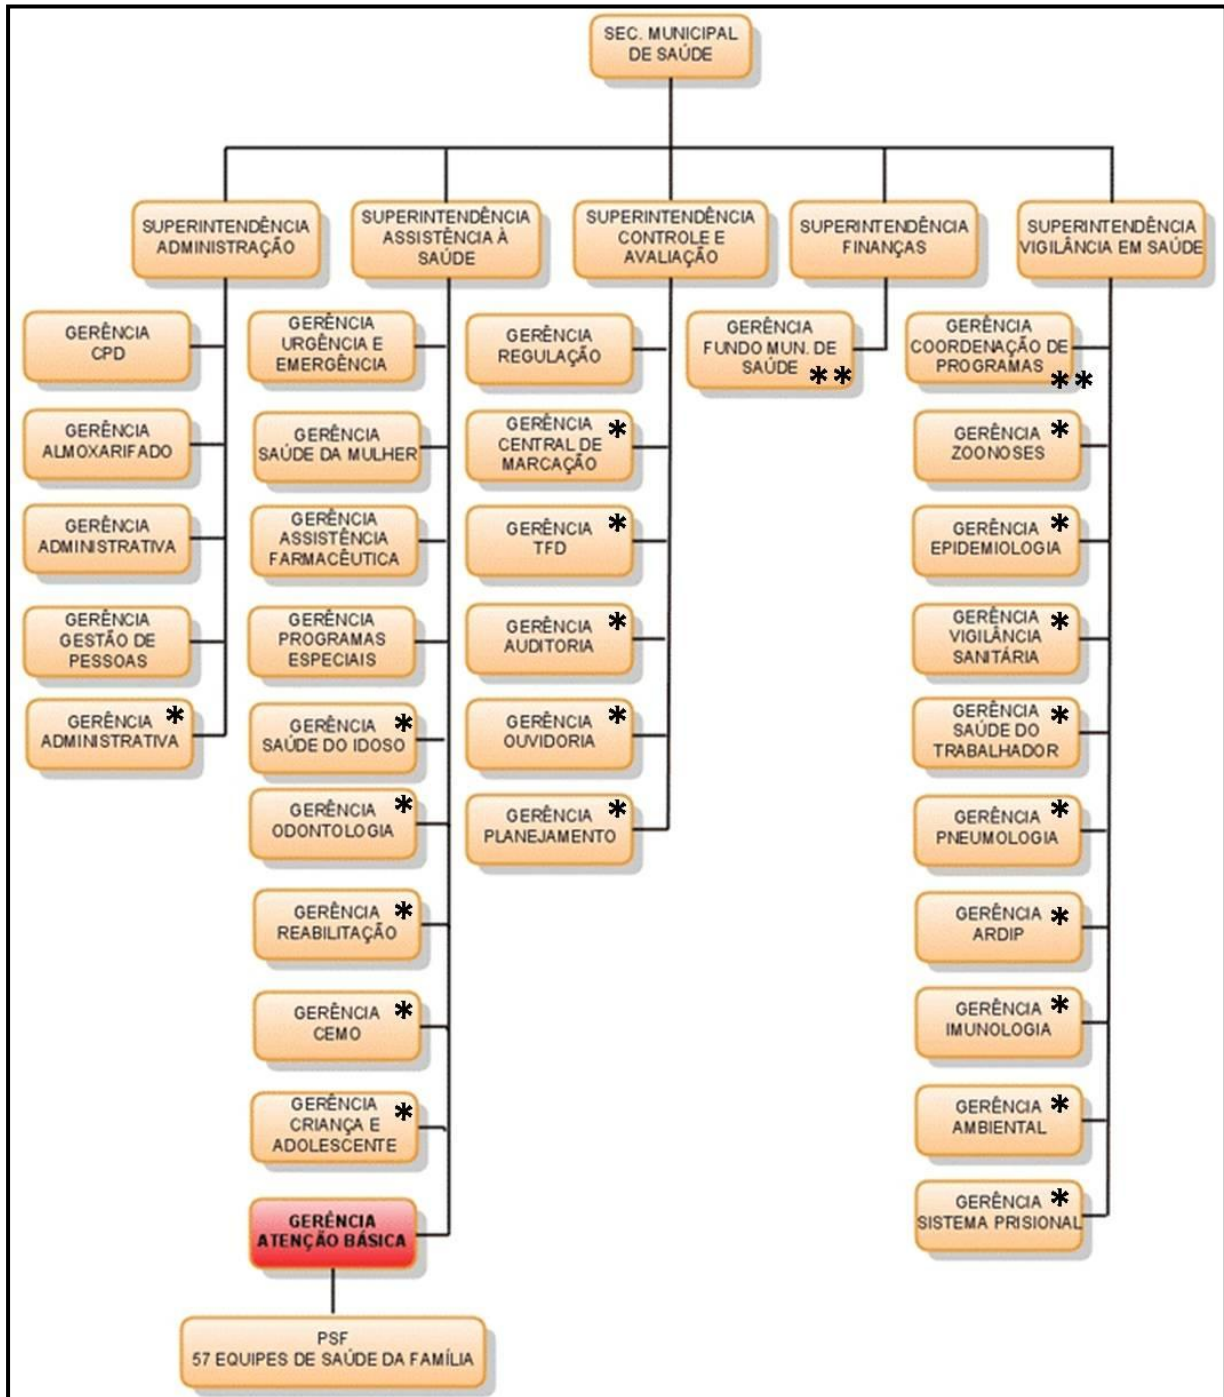 SEC. MUNICIPAL
DE SAÚDE
SUPERINTENDÊNCIA
ADMINISTRAÇÃO
SUPERINTENDÊNCIA
ASSISTÊNCIA À
SAÚDE
SUPERINTENDÊNCIA
CONTROLE E
AVALIAÇÃO
SUPERINTENDÊNCIA
FINANÇAS
SUPERINTENDÊNCIA
VIGILÂNCIA EM SAÚDE
GERÊNCIA
CPD
GERÊNCIA
ALMOXARIFADO
GERÊNCIA
ADMINISTRATIVA
GERÊNCIA
GESTÃO DE
PESSOAS
GERÊNCIA *
ADMINISTRATIVA
GERÊNCIA
URGÊNCIA E
EMERGÊNCIA
GERÊNCIA
SAÚDE DA MULHER
GERÊNCIA
ASSISTÊNCIA
FARMACÊUTICA
GERÊNCIA
PROGRAMAS
ESPECIAIS
GERÊNCIA *
SAÚDE DO IDOSO
GERÊNCIA *
ODONTOLOGIA
GERÊNCIA *
REABILITAÇÃO
GERÊNCIA *
CEMO
GERÊNCIA *
CRIANÇA E
ADOLESCENTE
GERÊNCIA
ATENÇÃO BÁSICA
PSF
57 EQUIPES DE SAÚDE DA FAMÍLIA
GERÊNCIA
REGULAÇÃO
GERÊNCIA *
CENTRAL DE
MARCAÇÃO
GERÊNCIA *
TFD
GERÊNCIA *
AUDITORIA
GERÊNCIA *
OUVIDORIA
GERÊNCIA *
PLANEJAMENTO
GERÊNCIA
FUNDO MUN. DE
SAÚDE * *
GERÊNCIA
COORDENAÇÃO DE
PROGRAMAS * *
GERÊNCIA *
ZOONOSES
GERÊNCIA *
EPIDEMIOLOGIA
GERÊNCIA *
VIGILÂNCIA
SANITÁRIA
GERÊNCIA *
SAÚDE DO
TRABALHADOR
GERÊNCIA *
PNEUMOLOGIA
GERÊNCIA *
ARDIP
GERÊNCIA *
IMUNOLOGIA
GERÊNCIA *
AMBIENTAL
GERÊNCIA *
SISTEMA PRISIONAL